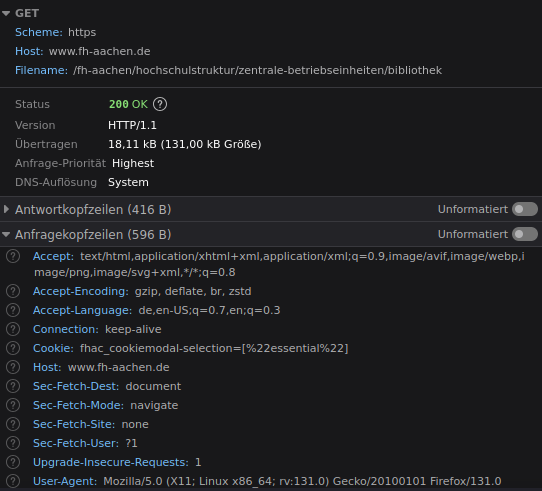 GET
Scheme: https
Host: www.fh-aachen.de
Filename: /fh-aachen/hochschulstruktur/zentrale-betriebseinheiten/bibliothek
Status 200 OK ?
Version HTTP/1.1
Übertragen 18,11 kB (131,00 kB Größe)
Anfrage-Priorität Highest
DNS-Auflösung System
Antwortkopfzeilen (416 B) Unformatiert
Anfragekopfzeilen (596 B) Unformatiert
? Accept: text/html,application/xhtml+xml,application/xml;q=0.9,image/avif,image/webp,i
mage/png,image/svg+xml,*/*;q=0.8
? Accept-Encoding: gzip, deflate, br, zstd
? Accept-Language: de,en-US;q=0.7,en;q=0.3
? Connection: keep-alive
? Cookie: fhac_cookiemodal-selection=[%22essential%22]
? Host: www.fh-aachen.de
? Sec-Fetch-Dest: document
? Sec-Fetch-Mode: navigate
? Sec-Fetch-Site: none
? Sec-Fetch-User: ?1
? Upgrade-Insecure-Requests: 1
? User-Agent: Mozilla/5.0 (X11; Linux x86_64; rv:131.0) Gecko/20100101 Firefox/131.0